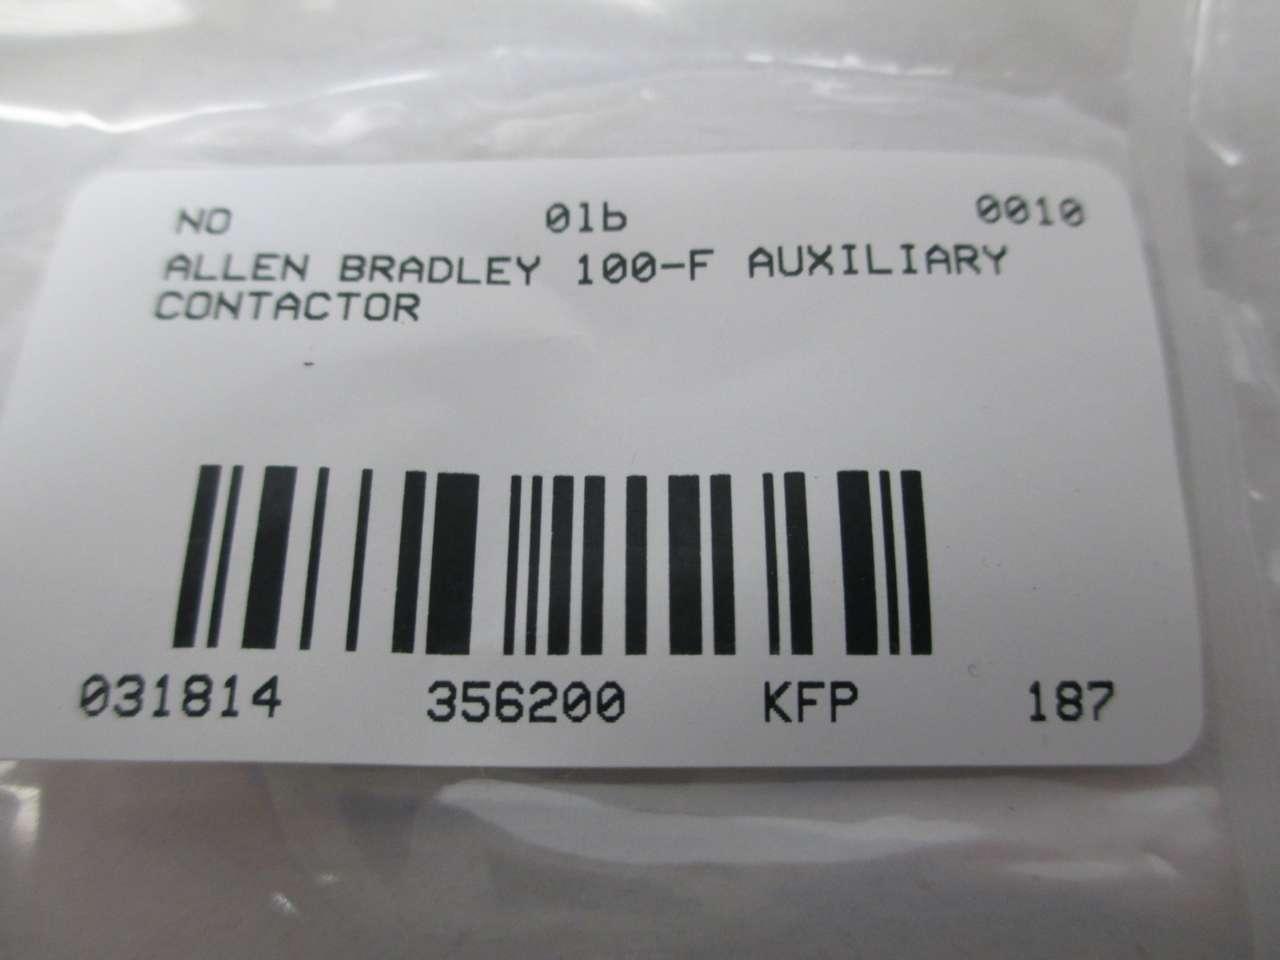 NO 01b 0010
ALLEN BRADLEY 100-F AUXILIARY
CONTACTOR
031814 356200 KFP 187